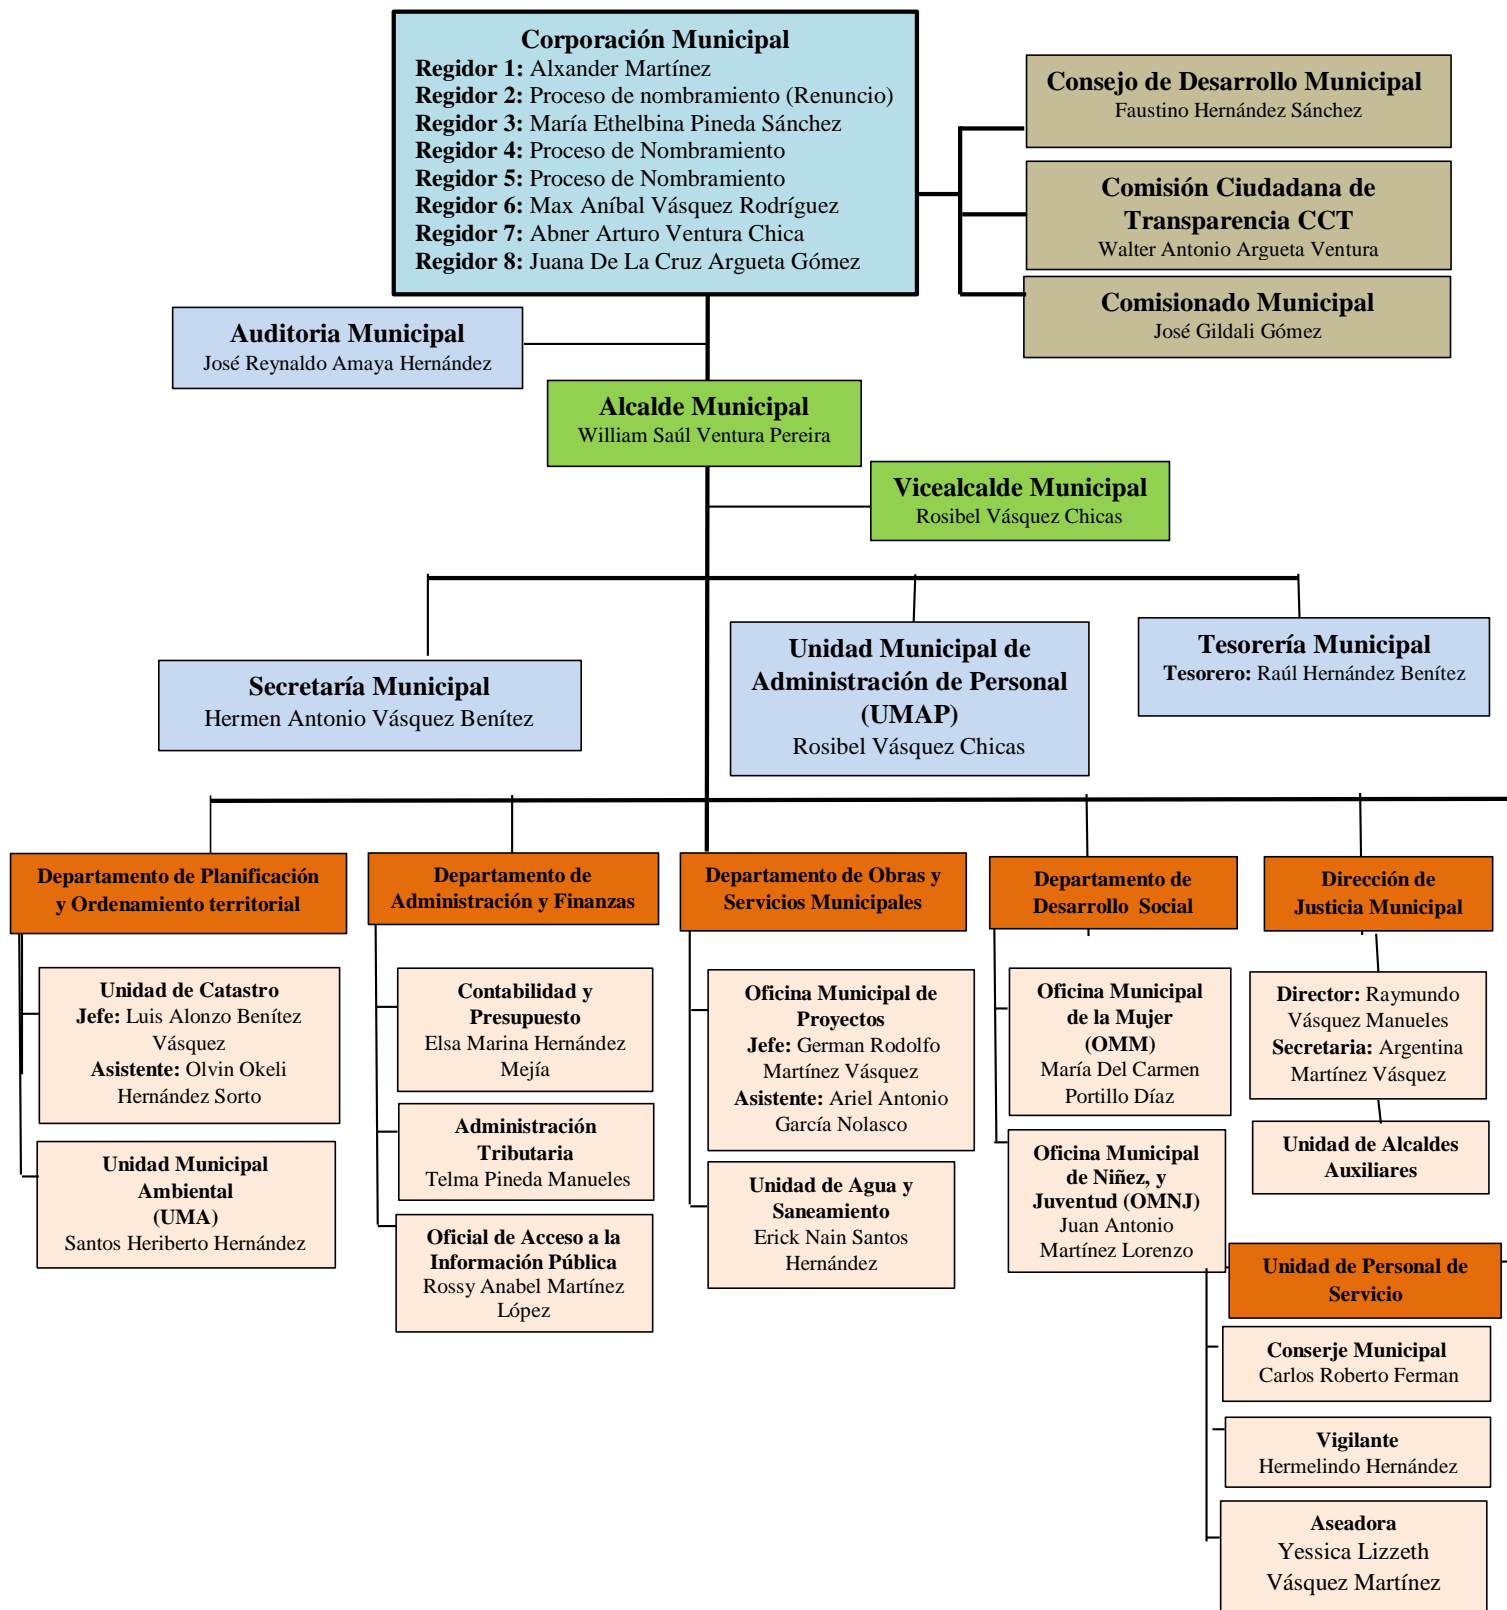 Corporación Municipal
Regidor 1: Alxander Martínez
Regidor 2: Proceso de nombramiento (Renuncio)
Regidor 3: María Ethelbina Pineda Sánchez
Regidor 4: Proceso de Nombramiento
Regidor 5: Proceso de Nombramiento
Regidor 6: Max Aníbal Vásquez Rodríguez
Regidor 7: Abner Arturo Ventura Chica
Regidor 8: Juana De La Cruz Argueta Gómez
Consejo de Desarrollo Municipal
Faustino Hernández Sánchez
Comisión Ciudadana de
Transparencia CCT
Walter Antonio Argueta Ventura
Comisionado Municipal
José Gildali Gómez
Auditoria Municipal
José Reynaldo Amaya Hernández
Alcalde Municipal
William Saúl Ventura Pereira
Vicealcalde Municipal
Rosibel Vásquez Chicas
Secretaría Municipal
Hermen Antonio Vásquez Benítez
Unidad Municipal de
Administración de Personal
(UMAP)
Rosibel Vásquez Chicas
Tesorería Municipal
Tesorero: Raúl Hernández Benítez
Departamento de Planificación
y Ordenamiento territorial
Unidad de Catastro
Jefe: Luis Alonzo Benítez
Vásquez
Asistente: Olvin Okeli
Hernández Sorto
Unidad Municipal
Ambiental
(UMA)
Santos Heriberto Hernández
Departamento de
Administración y Finanzas
Contabilidad y
Presupuesto
Elsa Marina Hernández
Mejía
Administración
Tributaria
Telma Pineda Manueles
Oficial de Acceso a la
Información Pública
Rossy Anabel Martínez
López
Departamento de Obras y
Servicios Municipales
Oficina Municipal de
Proyectos
Jefe: German Rodolfo
Martínez Vásquez
Asistente: Ariel Antonio
García Nolasco
Unidad de Agua y
Saneamiento
Erick Nain Santos
Hernández
Departamento de
Desarrollo Social
Oficina Municipal
de la Mujer
(OMM)
María Del Carmen
Portillo Díaz
Oficina Municipal
de Niñez, y
Juventud (OMNJ)
Juan Antonio
Martínez Lorenzo
Dirección de
Justicia Municipal
Director: Raymundo
Vásquez Manueles
Secretaria: Argentina
Martínez Vásquez
Unidad de Alcaldes
Auxiliares
Unidad de Personal de
Servicio
Conserje Municipal
Carlos Roberto Ferman
Vigilante
Hermelindo Hernández
Aseadora
Yessica Lizzeth
Vásquez Martínez